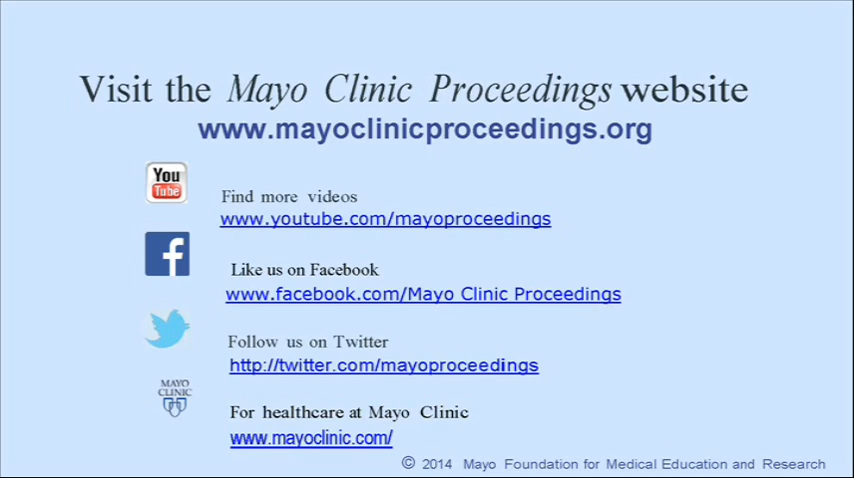 Visit the Mayo Clinic Proceedings website
www.mayoclinicproceedings.org
You
Tube
Find more videos
www.youtube.com/mayoproceedings
f
Like us on Facebook
www.facebook.com/Mayo Clinic Proceedings
Follow us on Twitter
http://twitter.com/mayoproceedings
MAYO
CLINIC
For healthcare at Mayo Clinic
www.mayoclinic.com/
© 2014 Mayo Foundation for Medical Education and Research